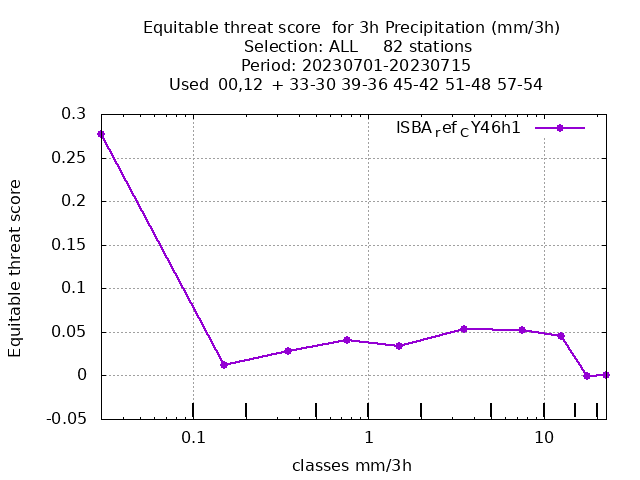 Equitable threat score  for 3h Precipitation (mm/3h)
Selection: ALL     82 stations
Period: 20230701-20230715
Used  00,12  + 33-30 39-36 45-42 51-48 57-54
ISBA_ref_CY46h1
0.3
0.25
0.2
0.15
0.1
0.05
0
-0.05
Equitable threat score
0.1 1 10
classes mm/3h